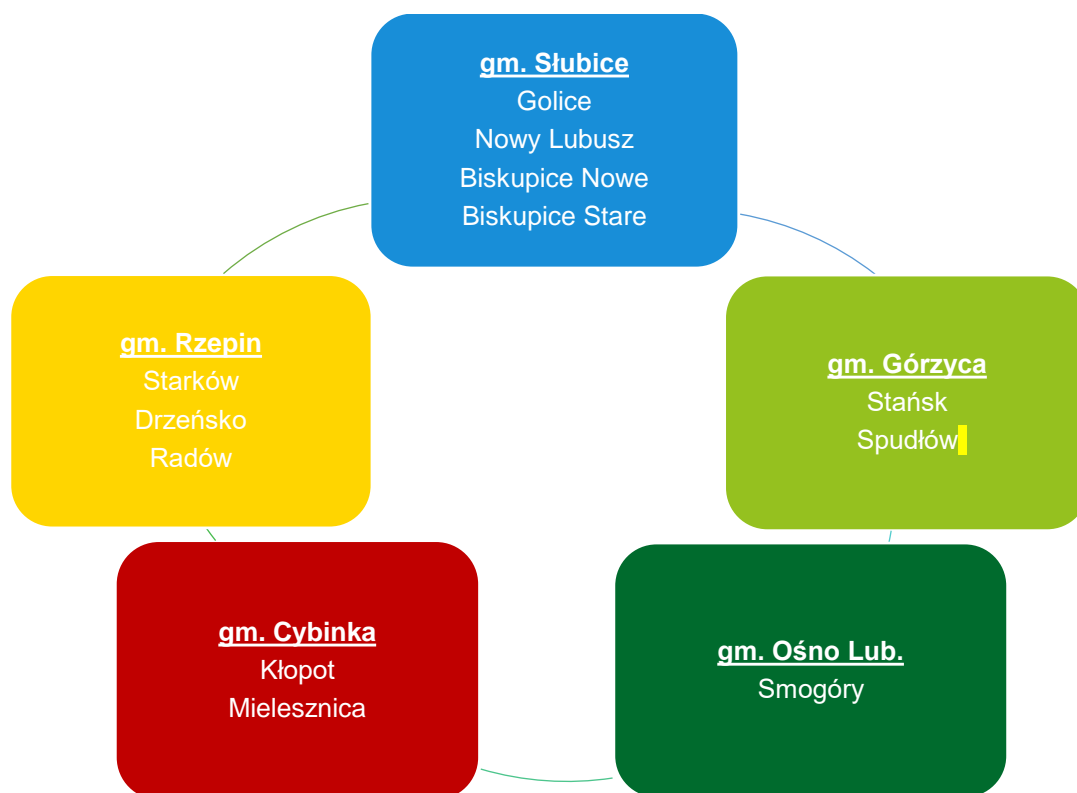 gm. Słubice
Golice
Nowy Lubusz
Biskupice Nowe
Biskupice Stare
gm. Rzepin
Starków
Drzeńsko
Radów
gm. Górzyca
Stańsk
Spudłów
gm. Cybinka
Kłopot
Mielesznica
gm. Ośno Lub.
Smogóry